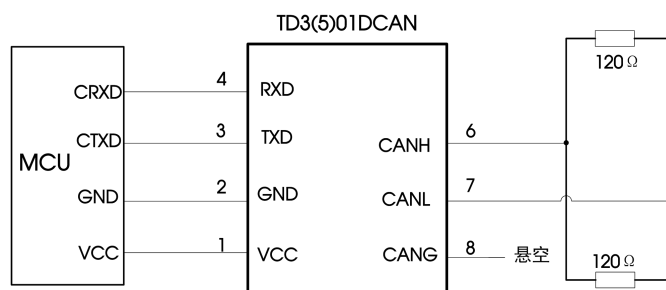 TD3(5)01DCAN
120Ω
CRXD
4
RXD
CTXD
3
TXD
CANH
6
MCU
GND
2
GND
CANL
7
VCC
1
VCC
CANG
8
悬空
120Ω